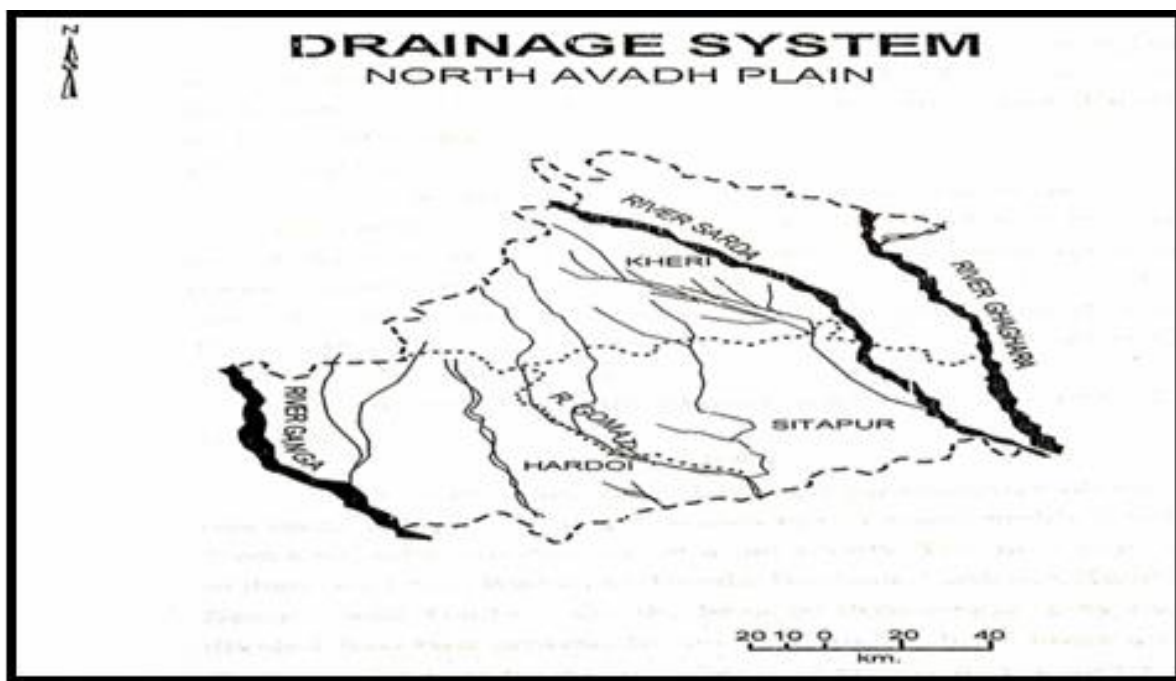 N
DRAINAGE SYSTEM
NORTH AVADH PLAIN
RIVER SARDA
KHERI
RIVER GHAGHARA
RIVER GANGA
R. GOMATI
SITAPUR
HARDOI
20 10 0 20 40
km.